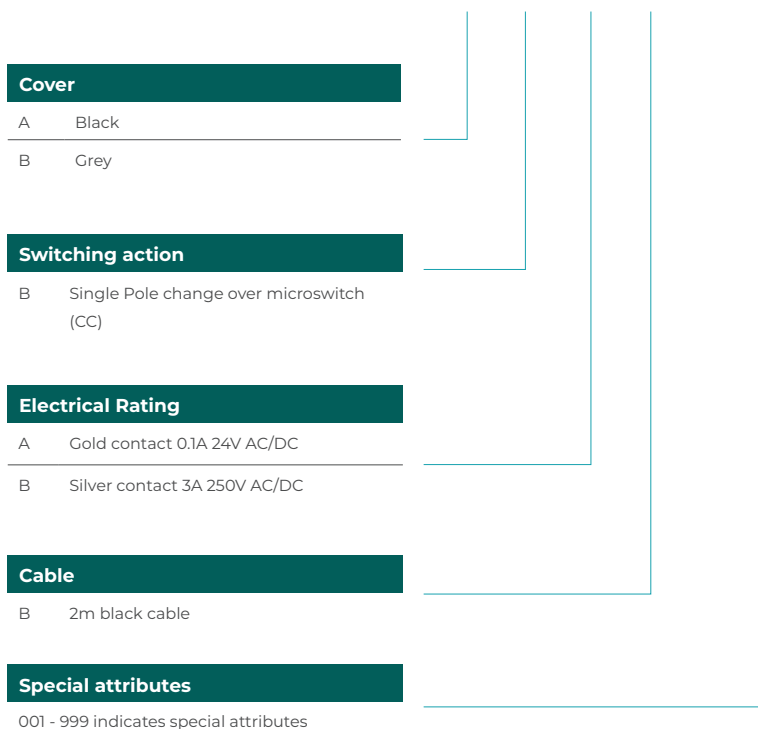 Cover
A Black
B Grey
Switching action
B Single Pole change over microswitch
(CC)
Electrical Rating
A Gold contact 0.1A 24V AC/DC
B Silver contact 3A 250V AC/DC
Cable
B 2m black cable
Special attributes
001 - 999 indicates special attributes